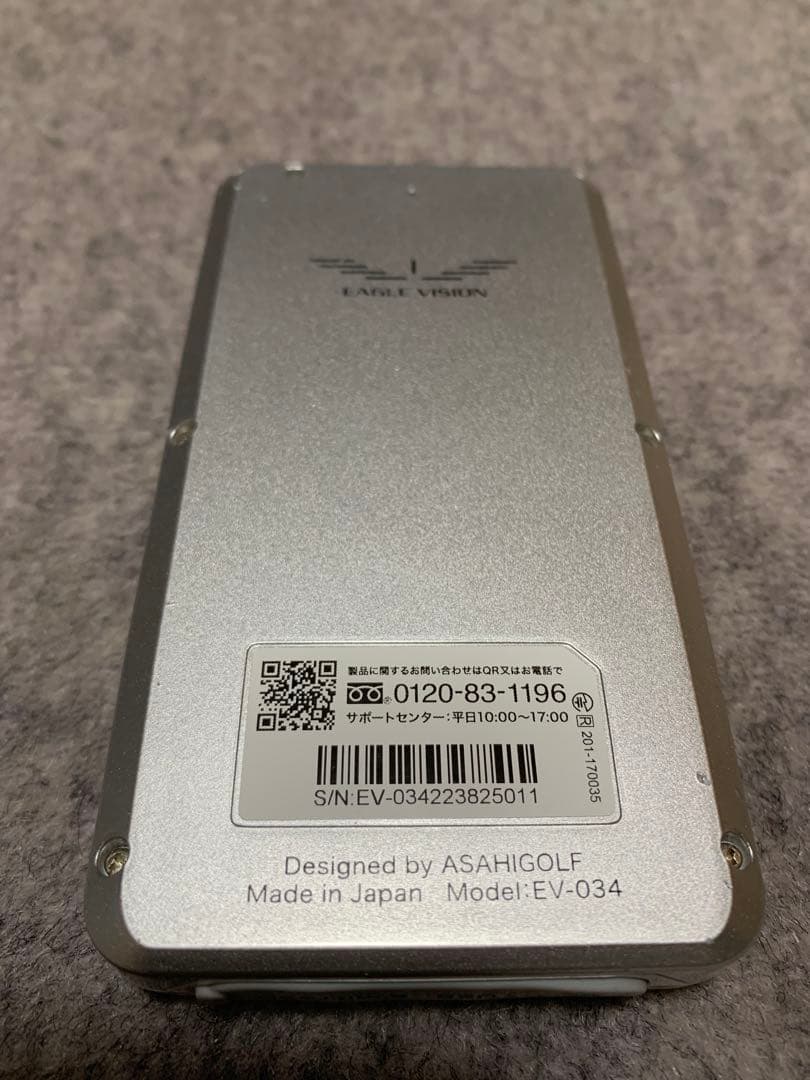 EAGLE VISION
製品に関するお問い合わせはQR又はお電話で
0120-83-1196
サポートセンター:平日10:00〜17:00
R 201-170035
S/N:EV-034223825011
Designed by ASAHIGOLF
Made in Japan Model:EV-034